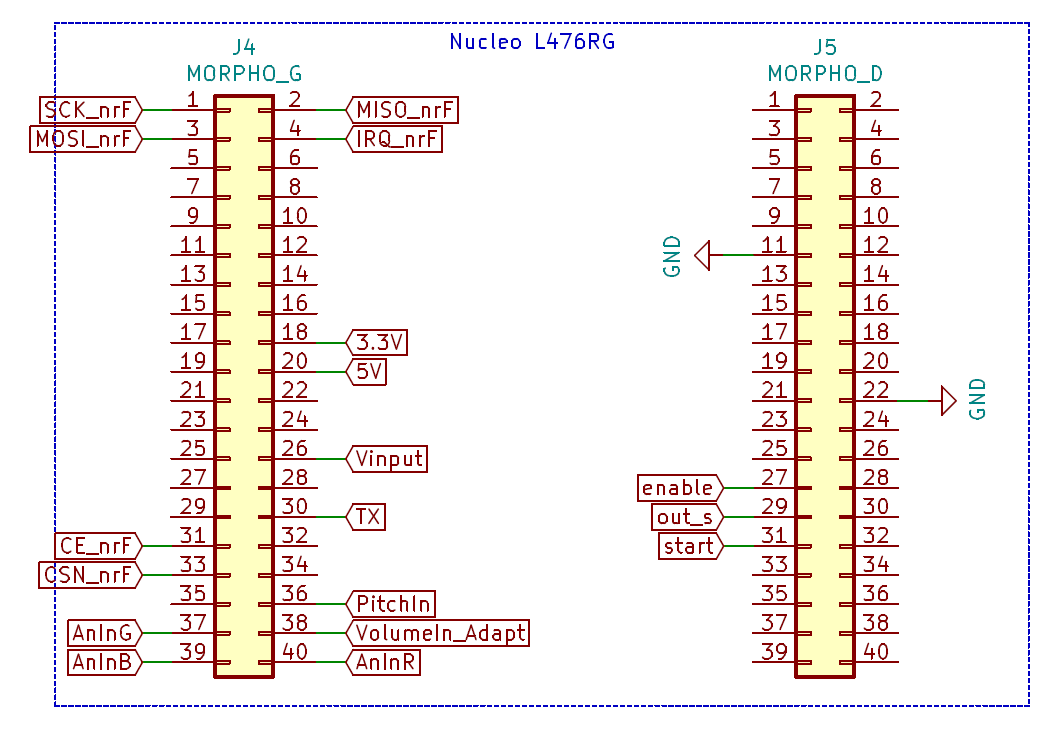 Nucleo L476RG
J4
MORPHO_G
SCK_nrF 1 2 MISO_nrF
MOSI_nrF 3 4 IRQ_nrF
5 6
7 8
9 10
11 12
13 14
15 16
17 18 3.3V
19 20 5V
21 22
23 24
25 26 Vinput
27 28
29 30 TX
CE_nrF 31 32
CSN_nrF 33 34
35 36 PitchIn
AnInG 37 38 VolumeIn_Adapt
AnInB 39 40 AnInR
J5
MORPHO_D
1 2
3 4
5 6
7 8
9 10
GND 11 12
13 14
15 16
17 18
19 20
21 22 GND
23 24
25 26
enable 27 28
out_s 29 30
start 31 32
33 34
35 36
37 38
39 40